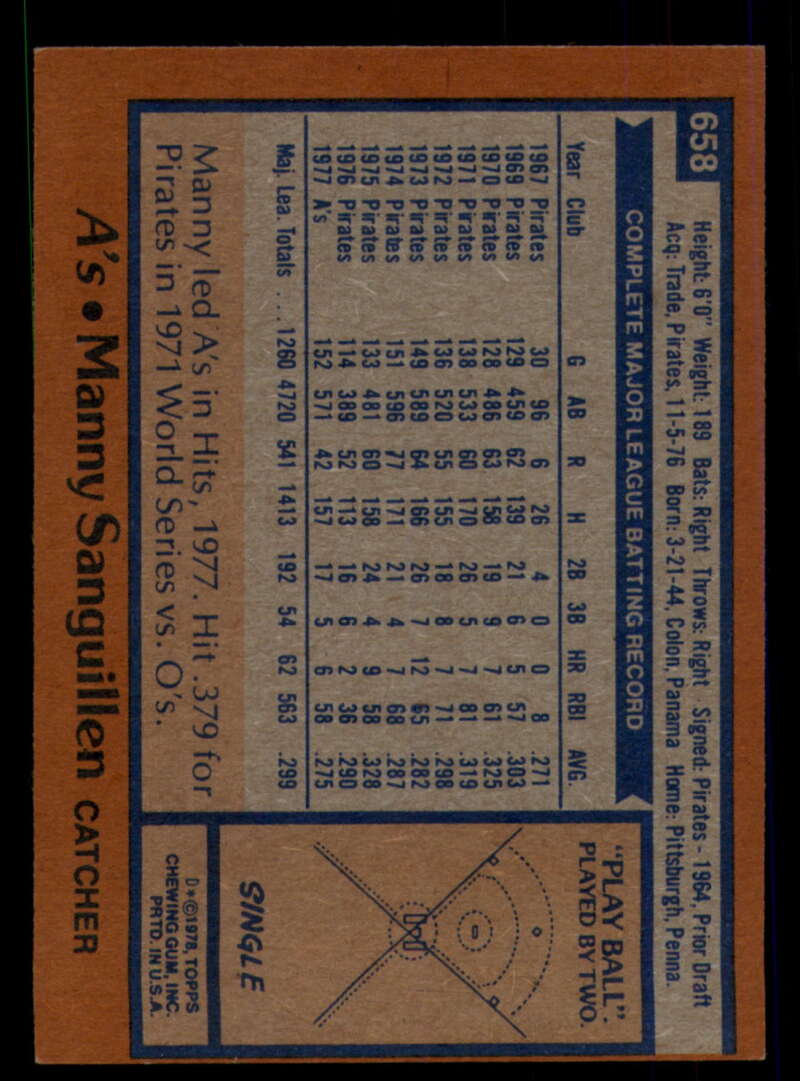 658
Height: 6'0" Weight: 189 Bats: Right Throws: Right Signed: Pirates - 1964, Prior Draft
Acq: Trade, Pirates, 11-5-76 Born: 3-21-44, Colon, Panama Home: Pittsburgh, Penna.
COMPLETE MAJOR LEAGUE BATTING RECORD
Year Club G AB R H 2B 3B HR RBI AVG.
1967 Pirates 30 96 6 26 4 0 0 8 .271
1969 Pirates 129 459 62 139 21 6 5 57 .303
1970 Pirates 128 486 63 158 19 9 7 61 .325
1971 Pirates 138 533 60 170 26 5 7 81 .319
1972 Pirates 136 520 55 155 18 8 7 71 .298
1973 Pirates 149 589 64 166 26 7 12 65 .282
1974 Pirates 151 596 77 171 21 4 7 68 .287
1975 Pirates 133 481 60 158 24 4 9 58 .328
1976 Pirates 114 389 52 113 16 6 2 36 .290
1977 A's 152 571 42 157 17 5 6 58 .275
Maj. Lea. Totals .... 1260 4720 541 1413 192 54 62 563 .299
Manny led A's in Hits, 1977. Hit .379 for
Pirates in 1971 World Series vs. O's.
"PLAY BALL".
PLAYED BY TWO.
SINGLE
D*©1978, TOPPS
CHEWING GUM, INC.
PRTD. IN U.S.A.
A's • Manny Sanguillen CATCHER